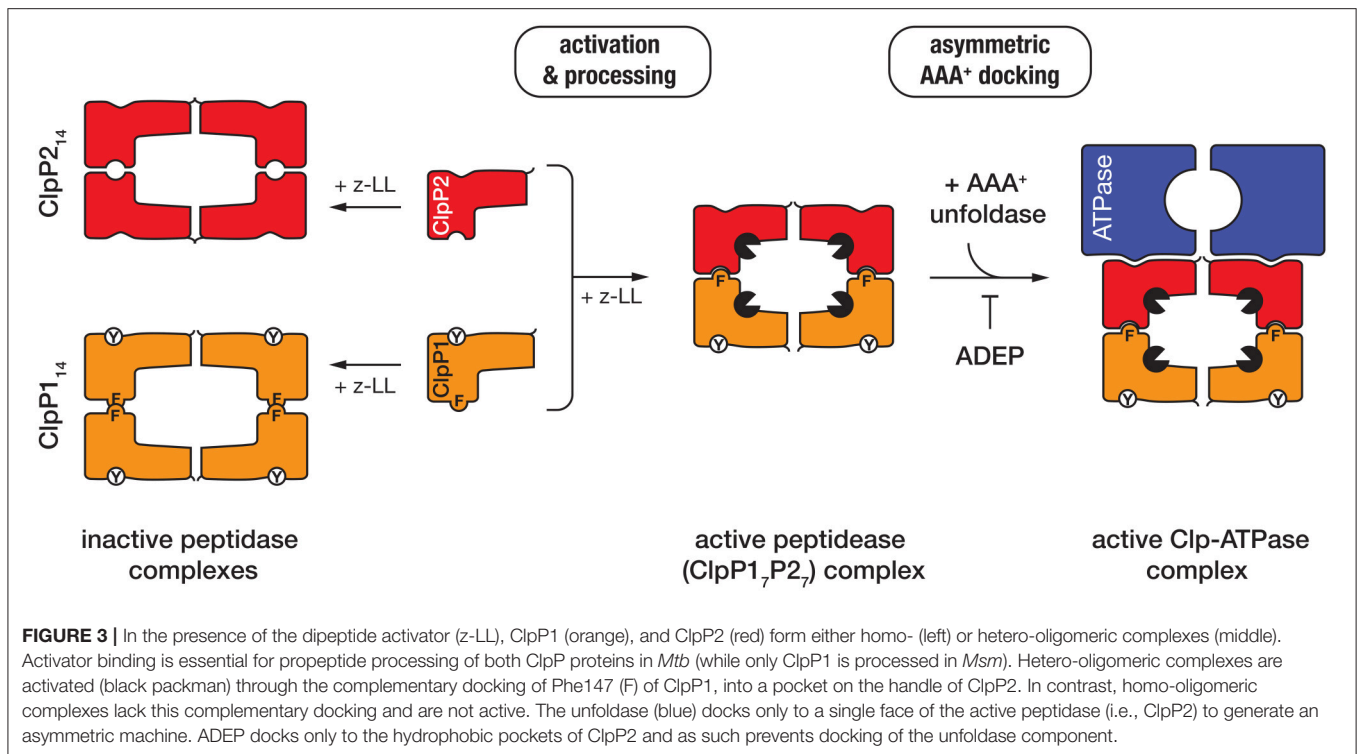 activation
& processing
asymmetric
AAA⁺ docking
ClpP2₁₄
+ z-LL
ClpP2
ClpP1₁₄
+ z-LL
ClpP1
Y
Y
F
F
F
F
Y
Y
Y
F
+ z-LL
F
F
Y
Y
+ AAA⁺
unfoldase
ADEP
ATPase
F
F
Y
Y
inactive peptidase
complexes
active peptidease
(ClpP1₇P2₇) complex
active Clp-ATPase
complex
FIGURE 3 | In the presence of the dipeptide activator (z-LL), ClpP1 (orange), and ClpP2 (red) form either homo- (left) or hetero-oligomeric complexes (middle).
Activator binding is essential for propeptide processing of both ClpP proteins in Mtb (while only ClpP1 is processed in Msm). Hetero-oligomeric complexes are
activated (black packman) through the complementary docking of Phe147 (F) of ClpP1, into a pocket on the handle of ClpP2. In contrast, homo-oligomeric
complexes lack this complementary docking and are not active. The unfoldase (blue) docks only to a single face of the active peptidase (i.e., ClpP2) to generate an
asymmetric machine. ADEP docks only to the hydrophobic pockets of ClpP2 and as such prevents docking of the unfoldase component.